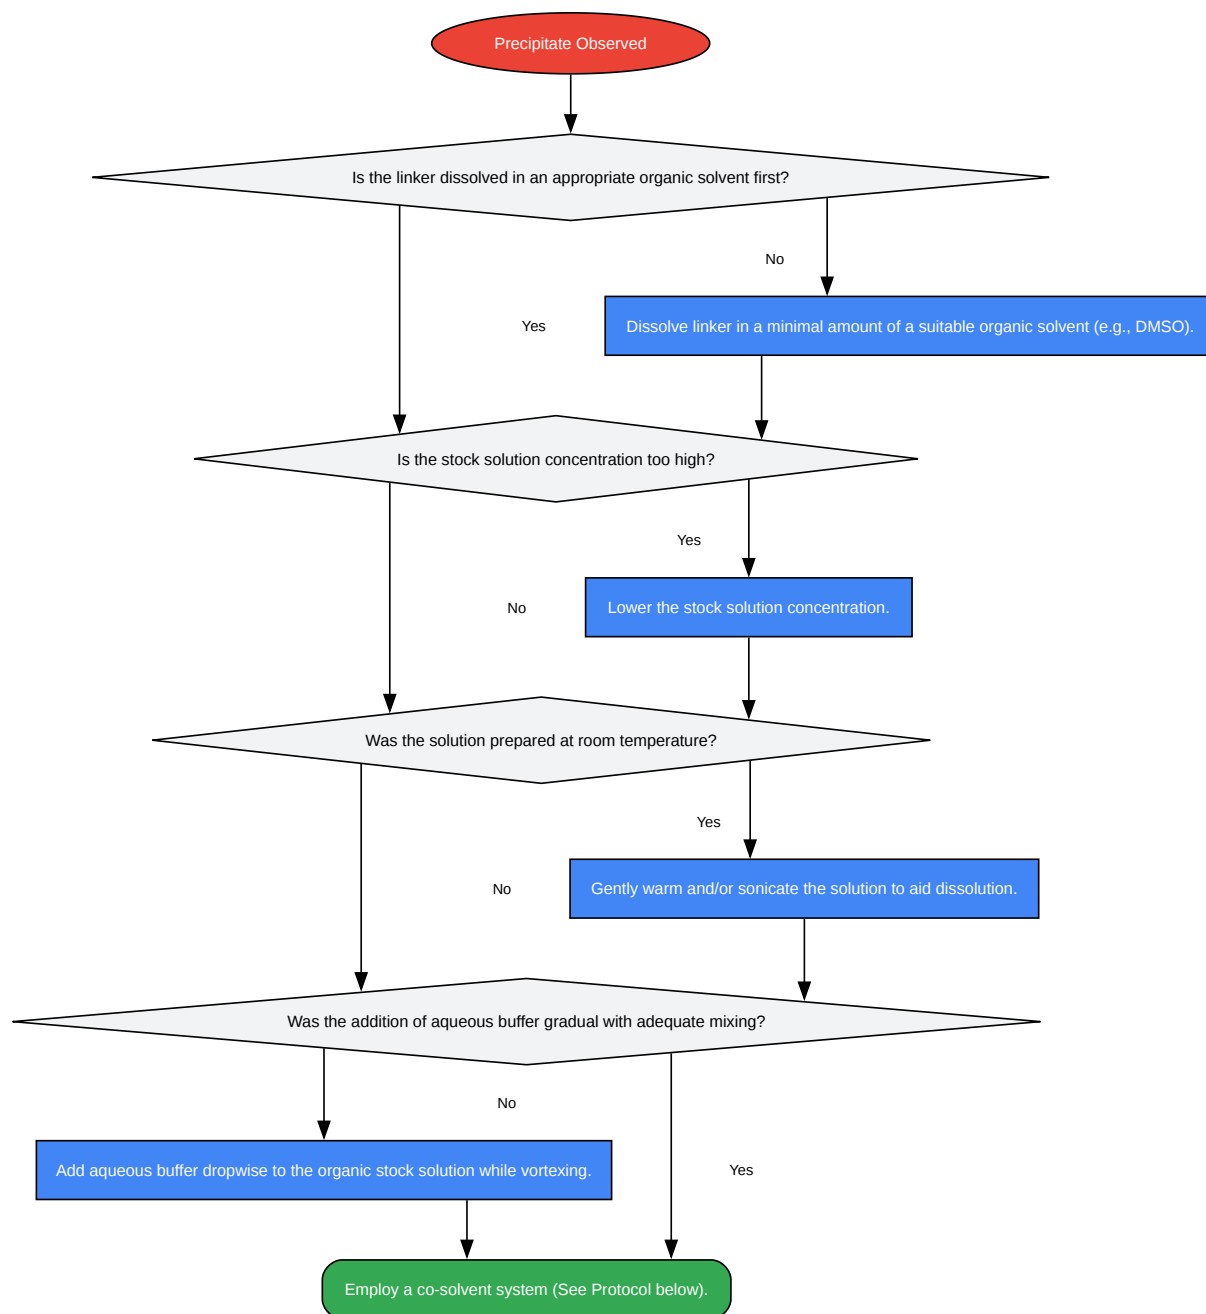 Precipitate Observed
Is the linker dissolved in an appropriate organic solvent first?
No
Yes
Dissolve linker in a minimal amount of a suitable organic solvent (e.g., DMSO).
Is the stock solution concentration too high?
Yes
No
Lower the stock solution concentration.
Was the solution prepared at room temperature?
Yes
No
Gently warm and/or sonicate the solution to aid dissolution.
Was the addition of aqueous buffer gradual with adequate mixing?
No
Add aqueous buffer dropwise to the organic stock solution while vortexing.
Yes
Employ a co-solvent system (See Protocol below).